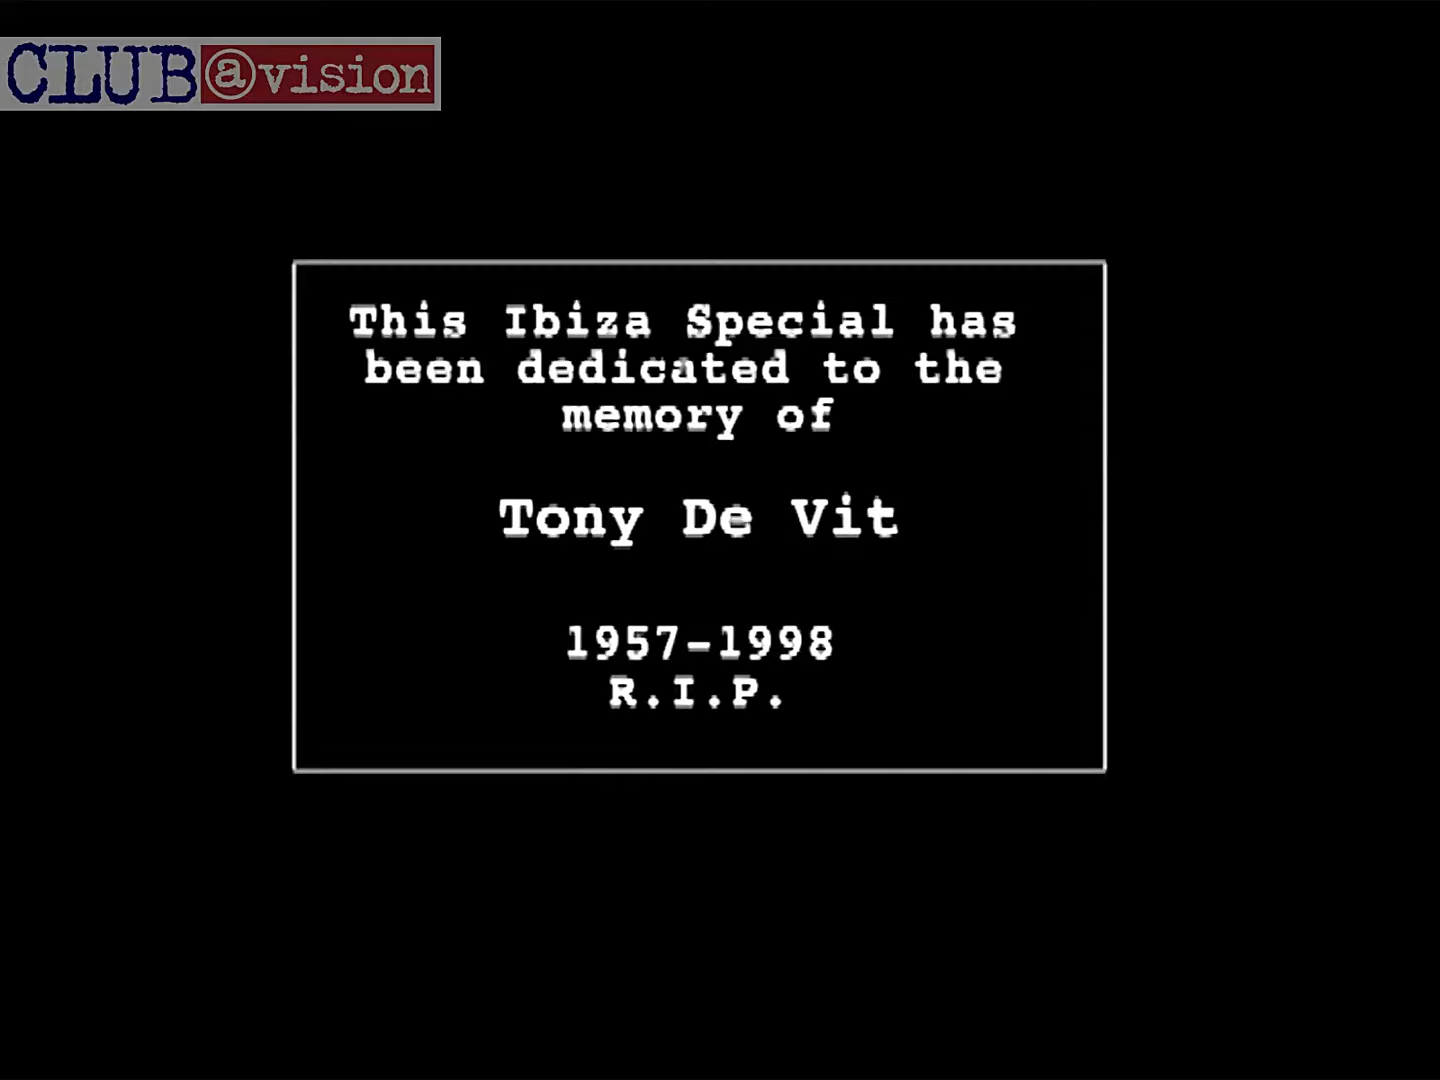 CLUB@vision
This Ibiza Special has
been dedicated to the
memory of
Tony De Vit
1957-1998
R.I.P.